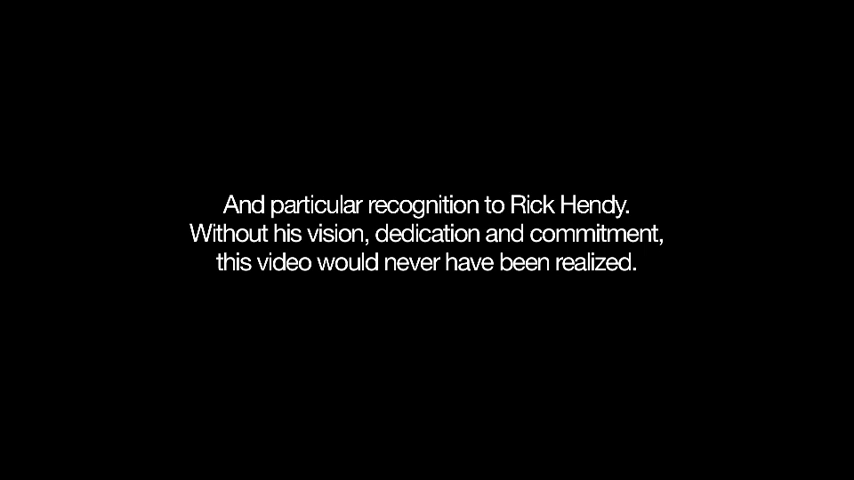 And particular recognition to Rick Hendy.
Without his vision, dedication and commitment,
this video would never have been realized.